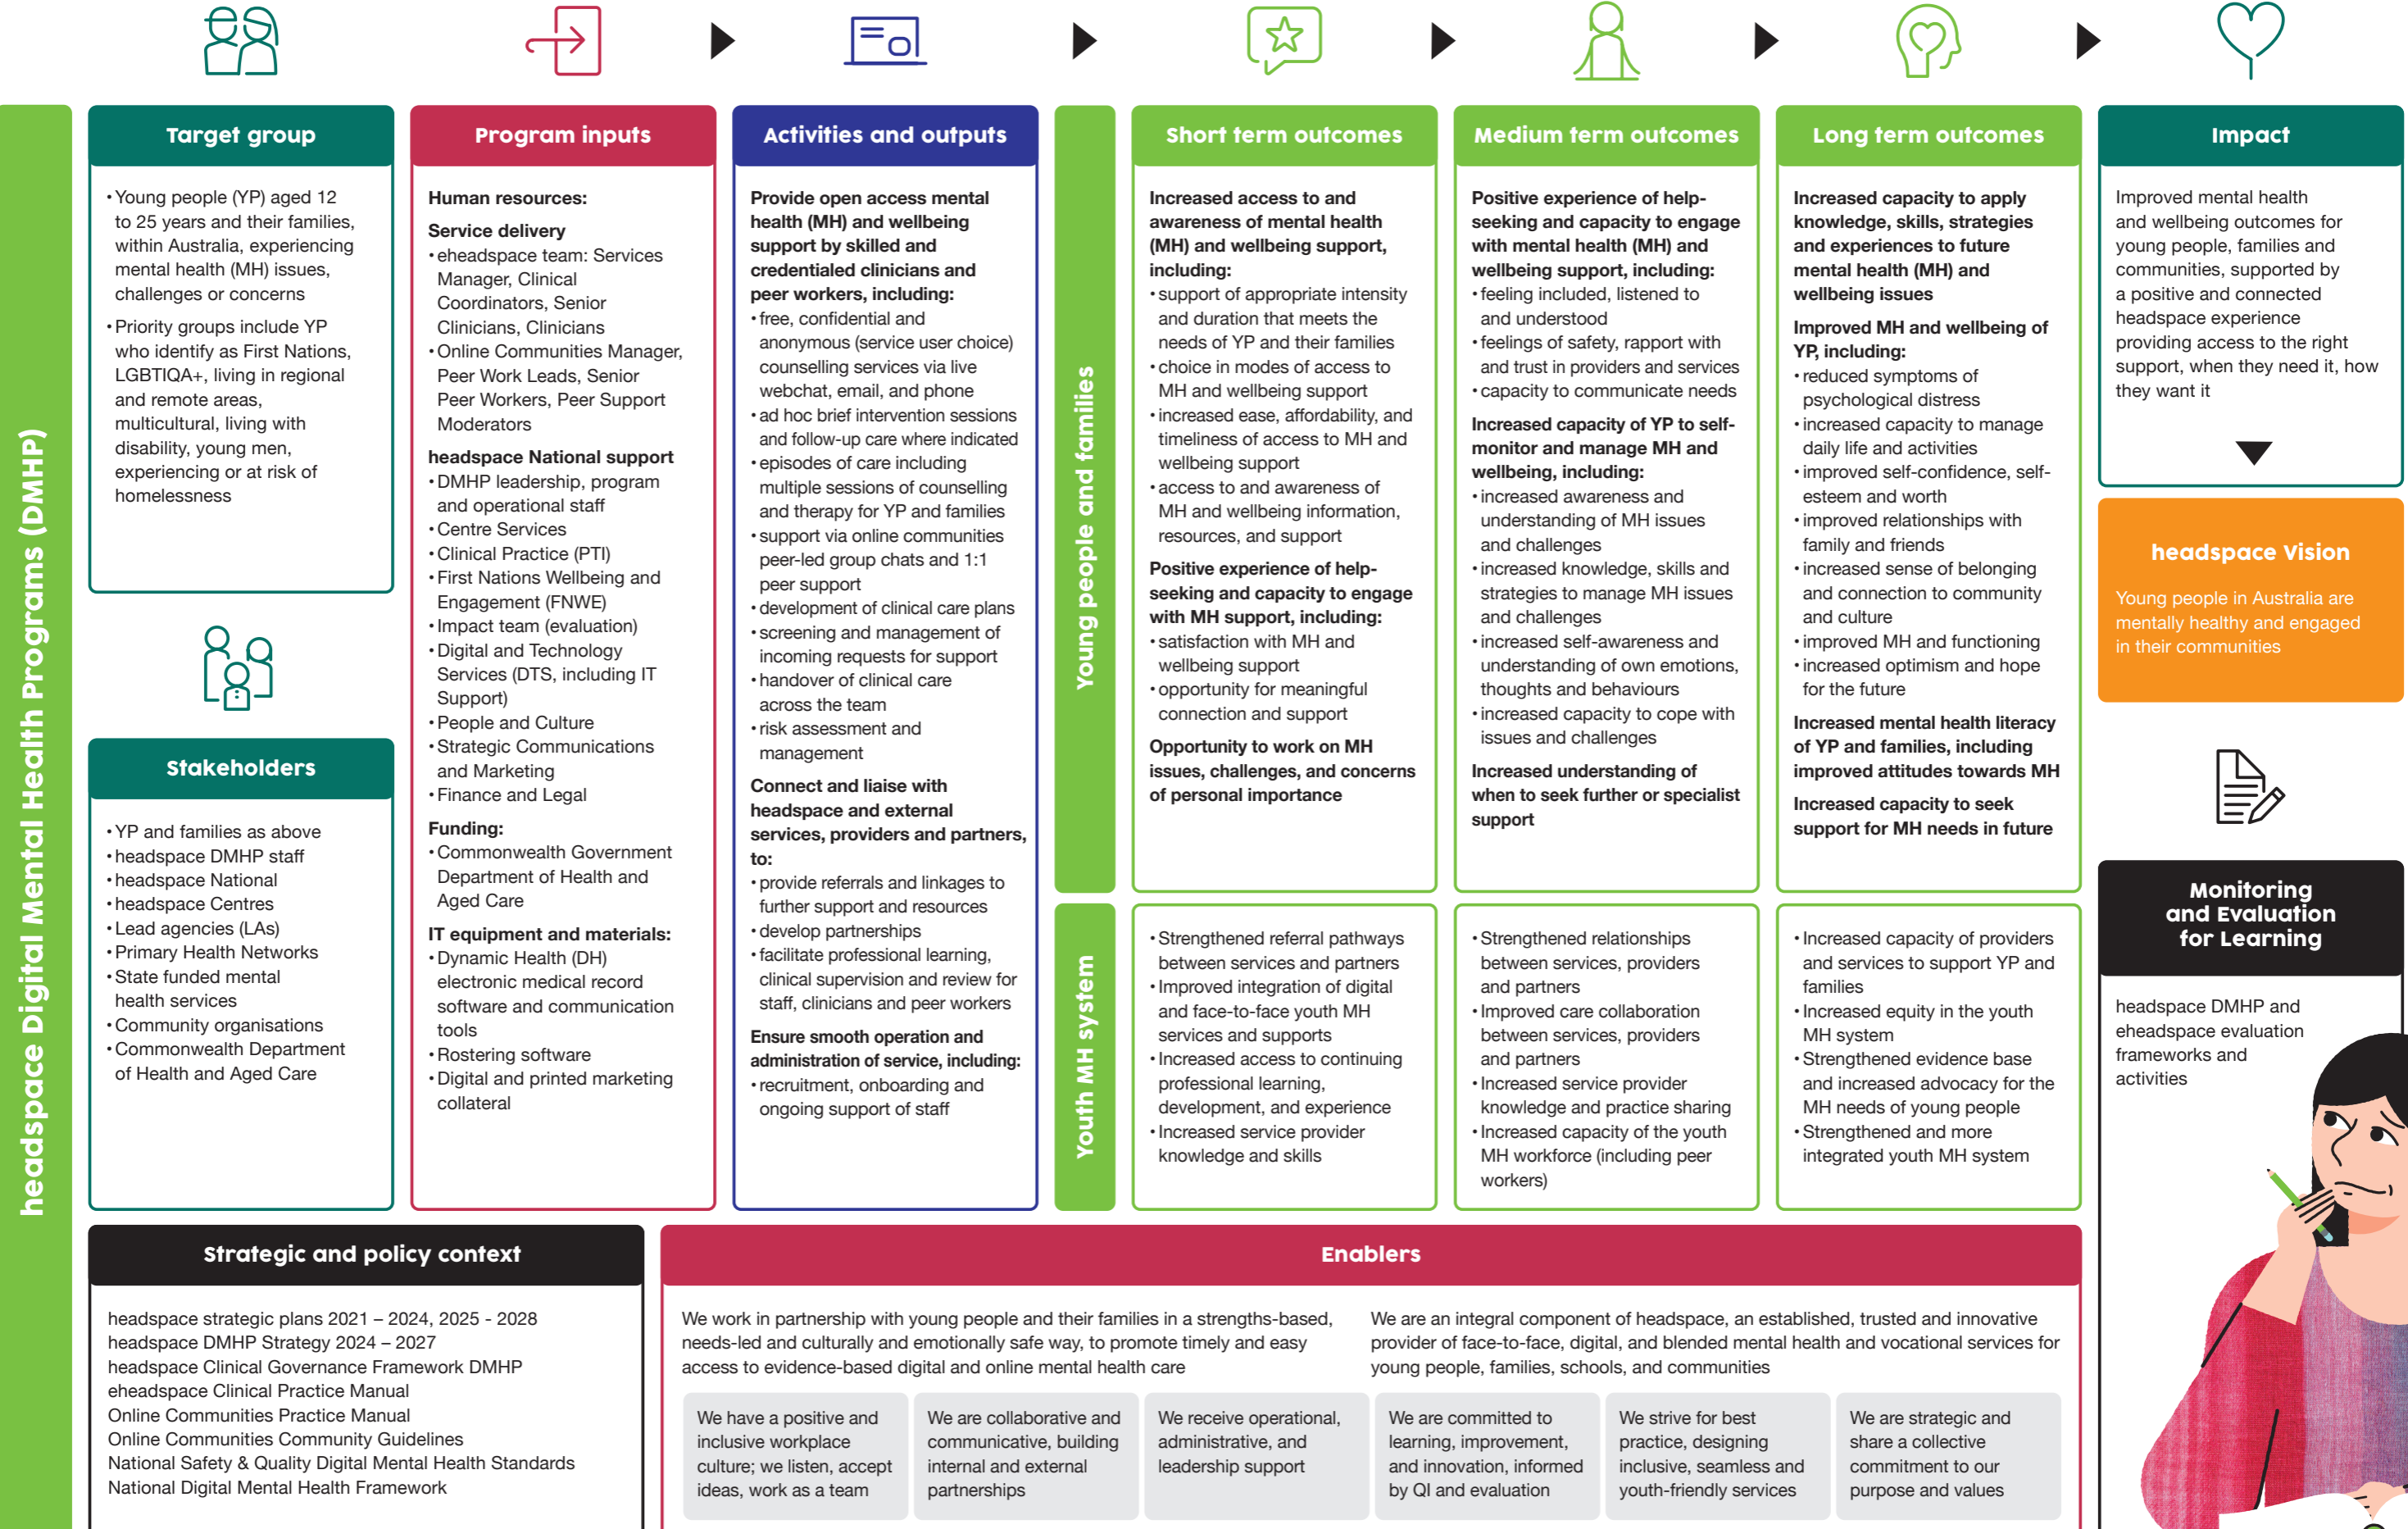 headspace Digital Mental Health Programs (DMHP)
Target group
• Young people (YP) aged 12
to 25 years and their families,
within Australia, experiencing
mental health (MH) issues,
challenges or concerns
• Priority groups include YP
who identify as First Nations,
LGBTIQA+, living in regional
and remote areas,
multicultural, living with
disability, young men,
experiencing or at risk of
homelessness
Stakeholders
• YP and families as above
• headspace DMHP staff
• headspace National
• headspace Centres
• Lead agencies (LAs)
• Primary Health Networks
• State funded mental
health services
• Community organisations
• Commonwealth Department
of Health and Aged Care
Program inputs
Human resources:
Service delivery
• eheadspace team: Services
Manager, Clinical
Coordinators, Senior
Clinicians, Clinicians
• Online Communities Manager,
Peer Work Leads, Senior
Peer Workers, Peer Support
Moderators
headspace National support
• DMHP leadership, program
and operational staff
• Centre Services
• Clinical Practice (PTI)
• First Nations Wellbeing and
Engagement (FNWE)
• Impact team (evaluation)
• Digital and Technology
Services (DTS, including IT
Support)
• People and Culture
• Strategic Communications
and Marketing
• Finance and Legal
Funding:
• Commonwealth Government
Department of Health and
Aged Care
IT equipment and materials:
• Dynamic Health (DH)
electronic medical record
software and communication
tools
• Rostering software
• Digital and printed marketing
collateral
Activities and outputs
Provide open access mental
health (MH) and wellbeing
support by skilled and
credentialed clinicians and
peer workers, including:
• free, confidential and
anonymous (service user choice)
counselling services via live
webchat, email, and phone
• ad hoc brief intervention sessions
and follow-up care where indicated
• episodes of care including
multiple sessions of counselling
and therapy for YP and families
• support via online communities
peer-led group chats and 1:1
peer support
• development of clinical care plans
• screening and management of
incoming requests for support
• handover of clinical care
across the team
• risk assessment and
management
Connect and liaise with
headspace and external
services, providers and partners,
to:
• provide referrals and linkages to
further support and resources
• develop partnerships
• facilitate professional learning,
clinical supervision and review for
staff, clinicians and peer workers
Ensure smooth operation and
administration of service, including:
• recruitment, onboarding and
ongoing support of staff
Young people and families
Short term outcomes
Increased access to and
awareness of mental health
(MH) and wellbeing support,
including:
• support of appropriate intensity
and duration that meets the
needs of YP and their families
• choice in modes of access to
MH and wellbeing support
• increased ease, affordability, and
timeliness of access to MH and
wellbeing support
• access to and awareness of
MH and wellbeing information,
resources, and support
Positive experience of help-
seeking and capacity to engage
with MH support, including:
• satisfaction with MH and
wellbeing support
• opportunity for meaningful
connection and support
Opportunity to work on MH
issues, challenges, and concerns
of personal importance
Medium term outcomes
Positive experience of help-
seeking and capacity to engage
with mental health (MH) and
wellbeing support, including:
• feeling included, listened to
and understood
• feelings of safety, rapport with
and trust in providers and services
• capacity to communicate needs
Increased capacity of YP to self-
monitor and manage MH and
wellbeing, including:
• increased awareness and
understanding of MH issues
and challenges
• increased knowledge, skills and
strategies to manage MH issues
and challenges
• increased self-awareness and
understanding of own emotions,
thoughts and behaviours
• increased capacity to cope with
issues and challenges
Increased understanding of
when to seek further or specialist
support
Long term outcomes
Increased capacity to apply
knowledge, skills, strategies
and experiences to future
mental health (MH) and
wellbeing issues
Improved MH and wellbeing of
YP, including:
• reduced symptoms of
psychological distress
• increased capacity to manage
daily life and activities
• improved self-confidence, self-
esteem and worth
• improved relationships with
family and friends
• increased sense of belonging
and connection to community
and culture
• improved MH and functioning
• increased optimism and hope
for the future
Increased mental health literacy
of YP and families, including
improved attitudes towards MH
Increased capacity to seek
support for MH needs in future
Youth MH system
• Strengthened referral pathways
between services and partners
• Improved integration of digital
and face-to-face youth MH
services and supports
• Increased access to continuing
professional learning,
development, and experience
• Increased service provider
knowledge and skills
• Strengthened relationships
between services, providers
and partners
• Improved care collaboration
between services, providers
and partners
• Increased service provider
knowledge and practice sharing
• Increased capacity of the youth
MH workforce (including peer
workers)
• Increased capacity of providers
and services to support YP and
families
• Increased equity in the youth
MH system
• Strengthened evidence base
and increased advocacy for the
MH needs of young people
• Strengthened and more
integrated youth MH system
Impact
Improved mental health
and wellbeing outcomes for
young people, families and
communities, supported by
a positive and connected
headspace experience
providing access to the right
support, when they need it, how
they want it
headspace Vision
Young people in Australia are
mentally healthy and engaged
in their communities
Monitoring
and Evaluation
for Learning
headspace DMHP and
eheadspace evaluation
frameworks and
activities
Strategic and policy context
headspace strategic plans 2021 – 2024, 2025 - 2028
headspace DMHP Strategy 2024 – 2027
headspace Clinical Governance Framework DMHP
eheadspace Clinical Practice Manual
Online Communities Practice Manual
Online Communities Community Guidelines
National Safety & Quality Digital Mental Health Standards
National Digital Mental Health Framework
Enablers
We work in partnership with young people and their families in a strengths-based,
needs-led and culturally and emotionally safe way, to promote timely and easy
access to evidence-based digital and online mental health care
We are an integral component of headspace, an established, trusted and innovative
provider of face-to-face, digital, and blended mental health and vocational services for
young people, families, schools, and communities
We have a positive and
inclusive workplace
culture; we listen, accept
ideas, work as a team
We are collaborative and
communicative, building
internal and external
partnerships
We receive operational,
administrative, and
leadership support
We are committed to
learning, improvement,
and innovation, informed
by QI and evaluation
We strive for best
practice, designing
inclusive, seamless and
youth-friendly services
We are strategic and
share a collective
commitment to our
purpose and values